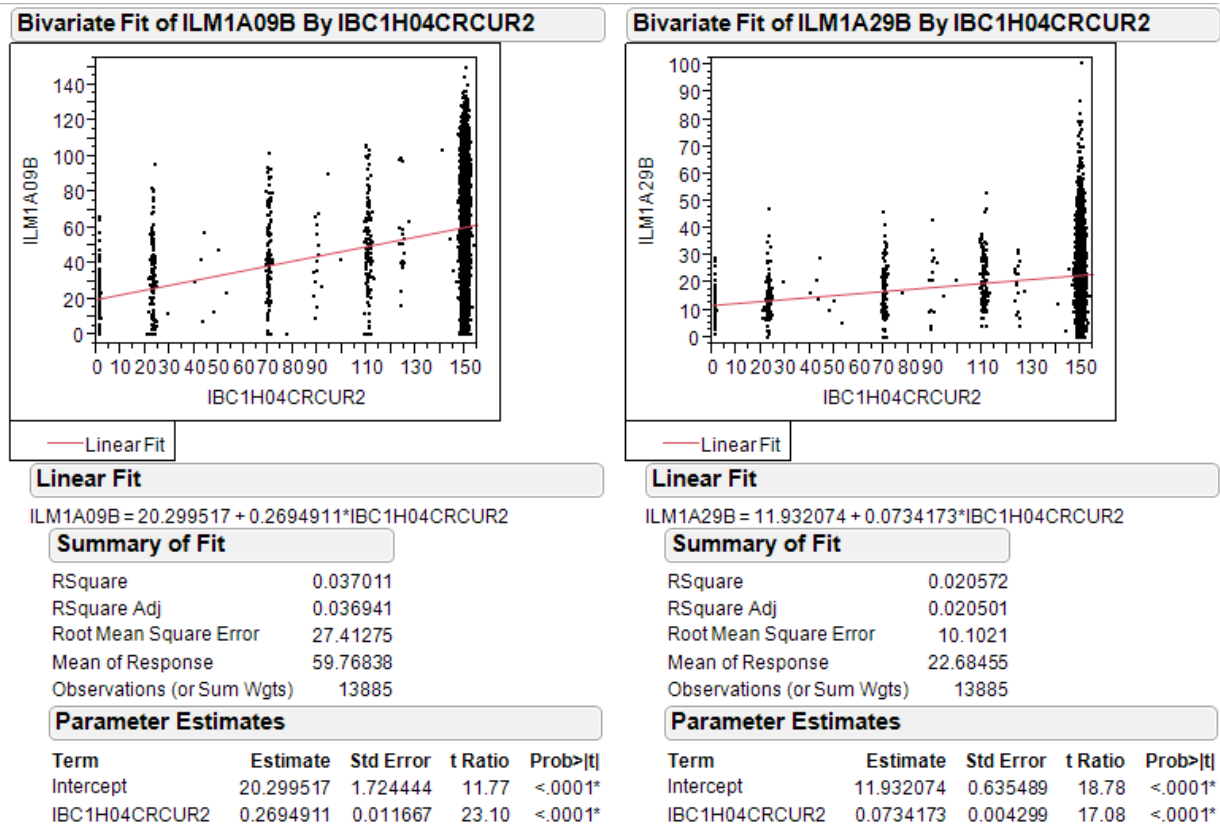 Bivariate Fit of ILM1A09B By IBC1H04CRCUR2
140
120
100
80
60
40
20
0
ILM1A09B
0 10 20 30 40 50 60 70 80 90 110 130 150
IBC1H04CRCUR2
Linear Fit
Linear Fit
ILM1A09B = 20.299517 + 0.2694911*IBC1H04CRCUR2
Summary of Fit
RSquare 0.037011
RSquare Adj 0.036941
Root Mean Square Error 27.41275
Mean of Response 59.76838
Observations (or Sum Wgts) 13885
Parameter Estimates
Term Estimate Std Error t Ratio Prob>|t|
Intercept 20.299517 1.724444 11.77 <.0001*
IBC1H04CRCUR2 0.2694911 0.011667 23.10 <.0001*
Bivariate Fit of ILM1A29B By IBC1H04CRCUR2
100
90
80
70
60
50
40
30
20
10
0
ILM1A29B
0 10 20 30 40 50 60 70 80 90 110 130 150
IBC1H04CRCUR2
Linear Fit
Linear Fit
ILM1A29B = 11.932074 + 0.0734173*IBC1H04CRCUR2
Summary of Fit
RSquare 0.020572
RSquare Adj 0.020501
Root Mean Square Error 10.1021
Mean of Response 22.68455
Observations (or Sum Wgts) 13885
Parameter Estimates
Term Estimate Std Error t Ratio Prob>|t|
Intercept 11.932074 0.635489 18.78 <.0001*
IBC1H04CRCUR2 0.0734173 0.004299 17.08 <.0001*